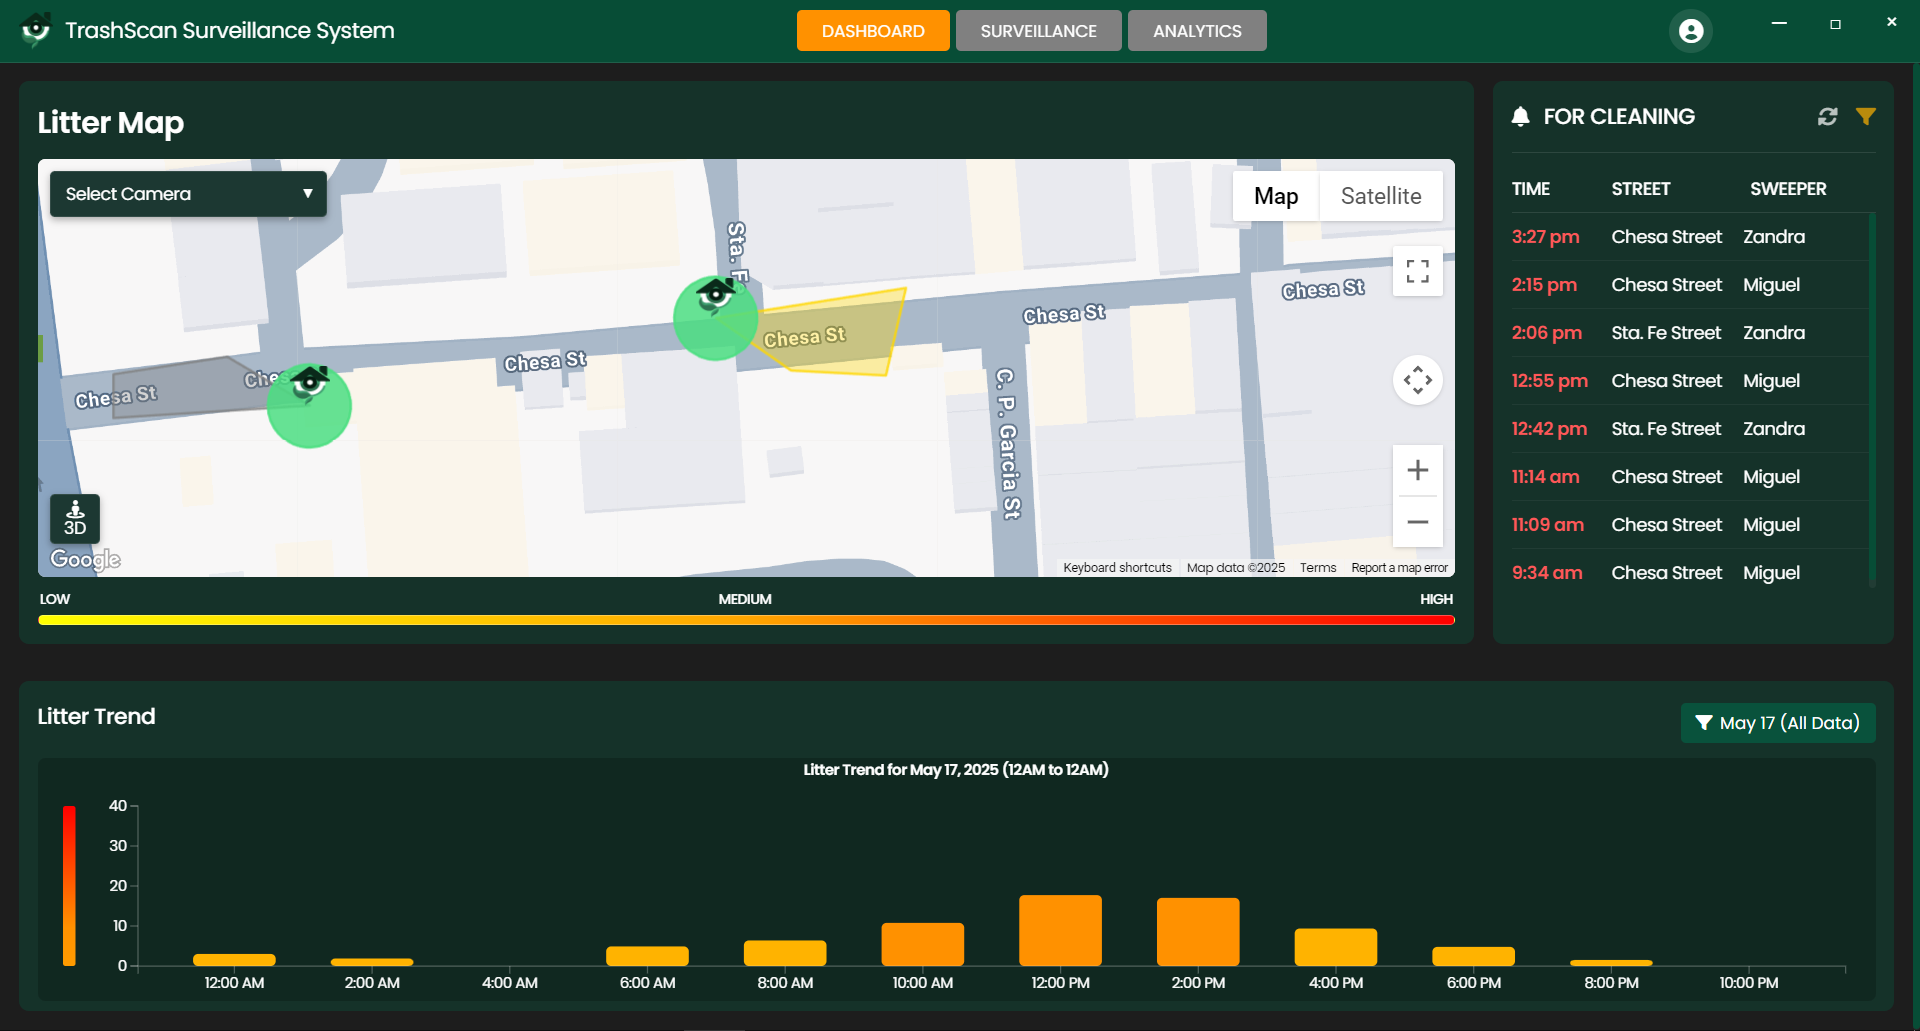 TrashScan Surveillance System
DASHBOARD
SURVEILLANCE
ANALYTICS
Litter Map
Select Camera
Map
Satellite
Sta. F
Chesa St
Chesa St
Chesa St
Chesa St
Chesa St
Ches
C. P. Garcia St
3D
Google
Keyboard shortcuts
Map data ©2025
Terms
Report a map error
LOW
MEDIUM
HIGH
FOR CLEANING
TIME STREET SWEEPER
3:27 pm Chesa Street Zandra
2:15 pm Chesa Street Miguel
2:06 pm Sta. Fe Street Zandra
12:55 pm Chesa Street Miguel
12:42 pm Sta. Fe Street Zandra
11:14 am Chesa Street Miguel
11:09 am Chesa Street Miguel
9:34 am Chesa Street Miguel
Litter Trend
May 17 (All Data)
Litter Trend for May 17, 2025 (12AM to 12AM)
40
30
20
10
0
12:00 AM 2:00 AM 4:00 AM 6:00 AM 8:00 AM 10:00 AM 12:00 PM 2:00 PM 4:00 PM 6:00 PM 8:00 PM 10:00 PM